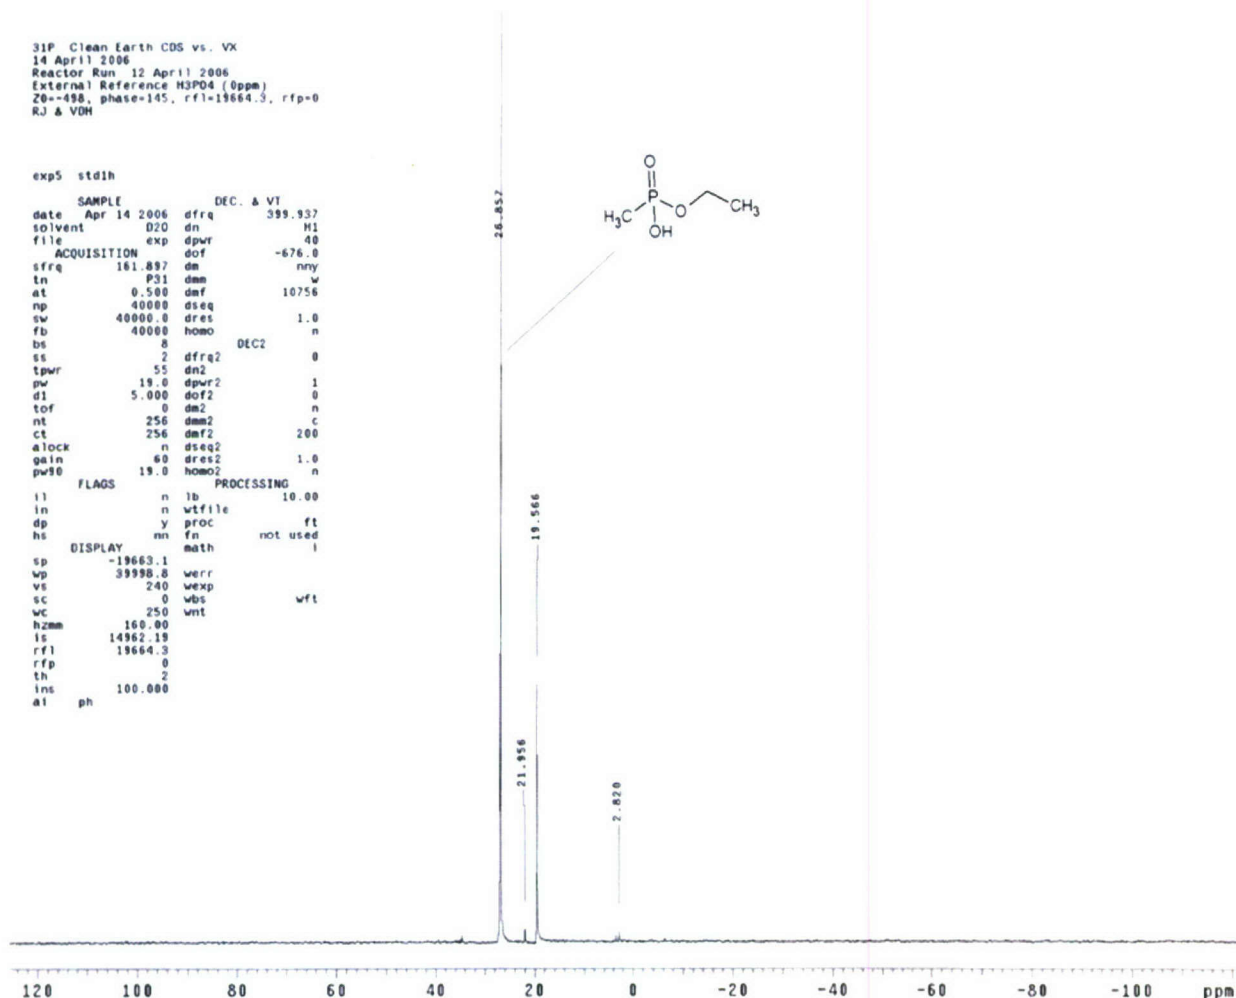 31P Clean Earth CDS vs. VX
14 April 2006
Reactor Run 12 April 2006
External Reference H3PO4 (0ppm)
Z0=-498, phase=145, rfl=19664.3, rfp=0
RJ & VDH
exp5 std1h
SAMPLE DEC. & VT
date Apr 14 2006 dfrq 399.937
solvent D2O dn H1
file exp dpwr 40
ACQUISITION dof -676.0
sfrq 161.897 dm nny
tn P31 dmm w
at 0.500 dmf 10756
np 40000 dseq
sw 40000.0 dres 1.0
fb 40000 homo n
bs 8 DEC2
ss 2 dfrq2 0
tpwr 55 dn2
pw 19.0 dpwr2 1
d1 5.000 dof2 0
tof 0 dm2 n
nt 256 dmm2 c
ct 256 dmf2 200
alock n dseq2
gain 60 dres2 1.0
pw90 19.0 homo2 n
FLAGS PROCESSING
il n lb 10.00
in n wtfile
dp y proc ft
hs nn fn not used
DISPLAY math i
sp -19663.1
wp 39998.8 werr
vs 240 wexp
sc 0 wbs wft
wc 250 wnt
hzmm 160.00
is 14962.19
rfl 19664.3
rfp 0
th 2
ins 100.000
ai ph
26.857
O
H3C P O CH3
OH
19.566
21.956
2.820
120 100 80 60 40 20 0 -20 -40 -60 -80 -100 ppm